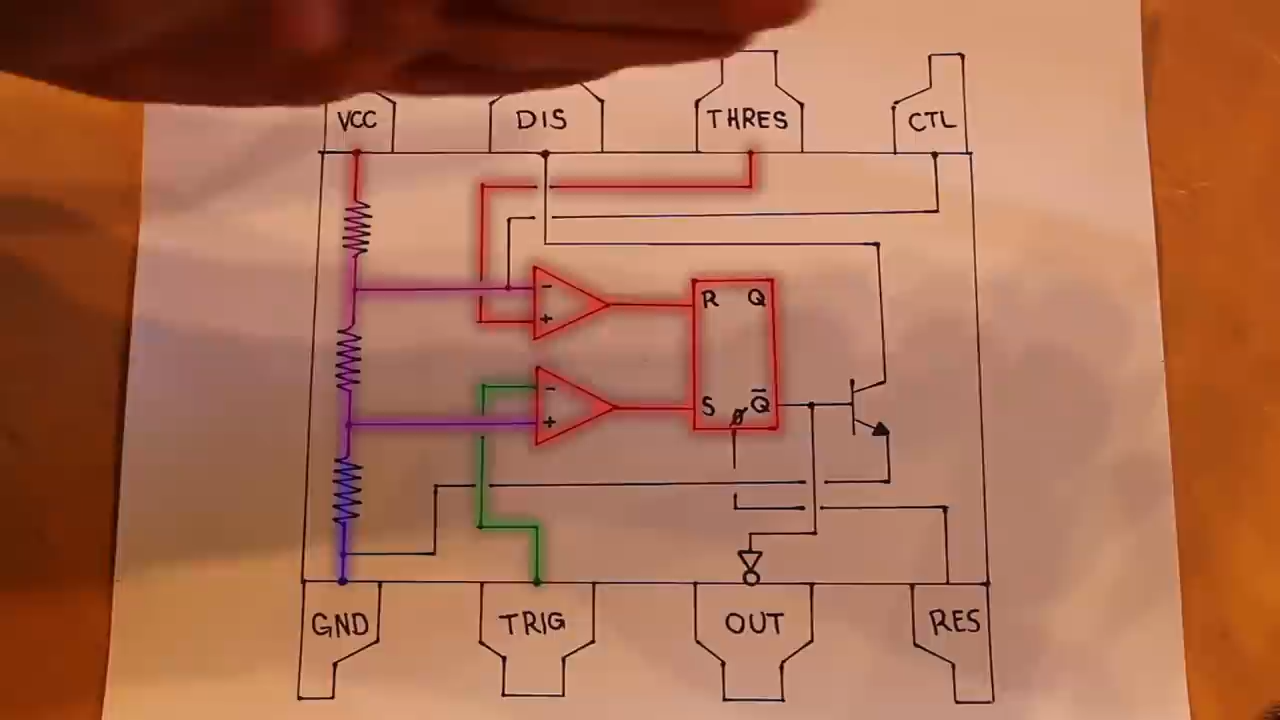 VCC DIS THRES CTL
-
+
R Q
-
+
S Q̅
GND TRIG OUT RES